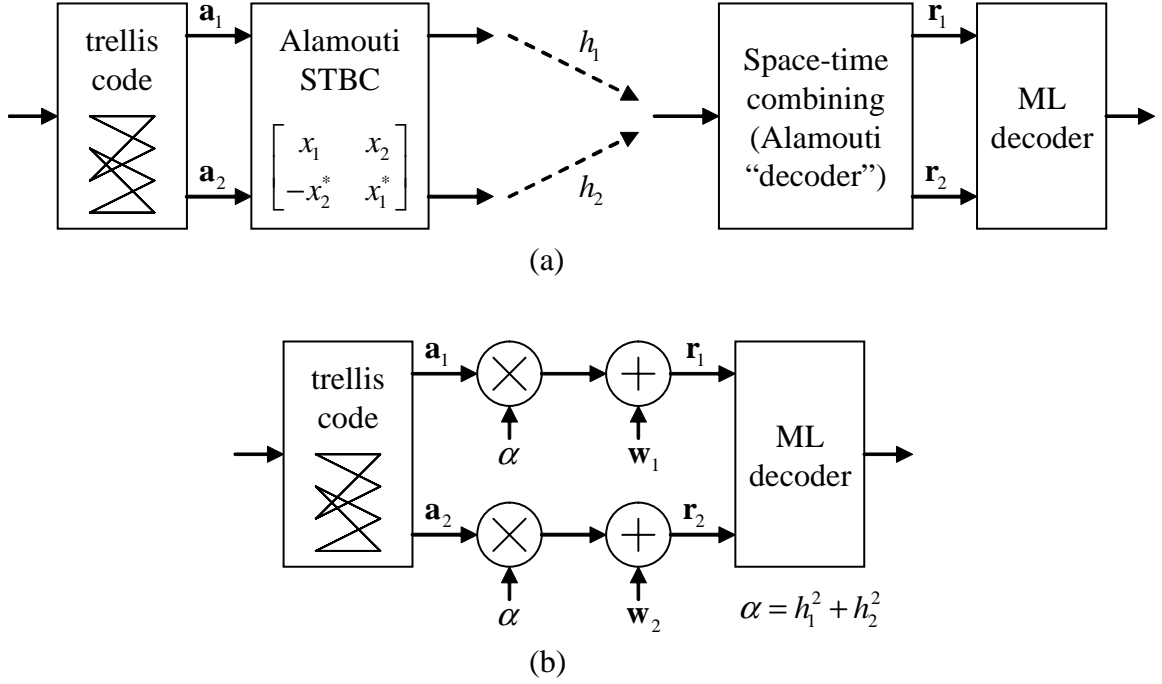 trellis
code
a₁
a₂
Alamouti
STBC
[ x₁ x₂
-x₂* x₁* ]
h₁
h₂
Space-time
combining
(Alamouti
“decoder”)
r₁
r₂
ML
decoder
(a)
trellis
code
a₁
α
w₁
r₁
a₂
α
w₂
r₂
ML
decoder
α = h₁² + h₂²
(b)